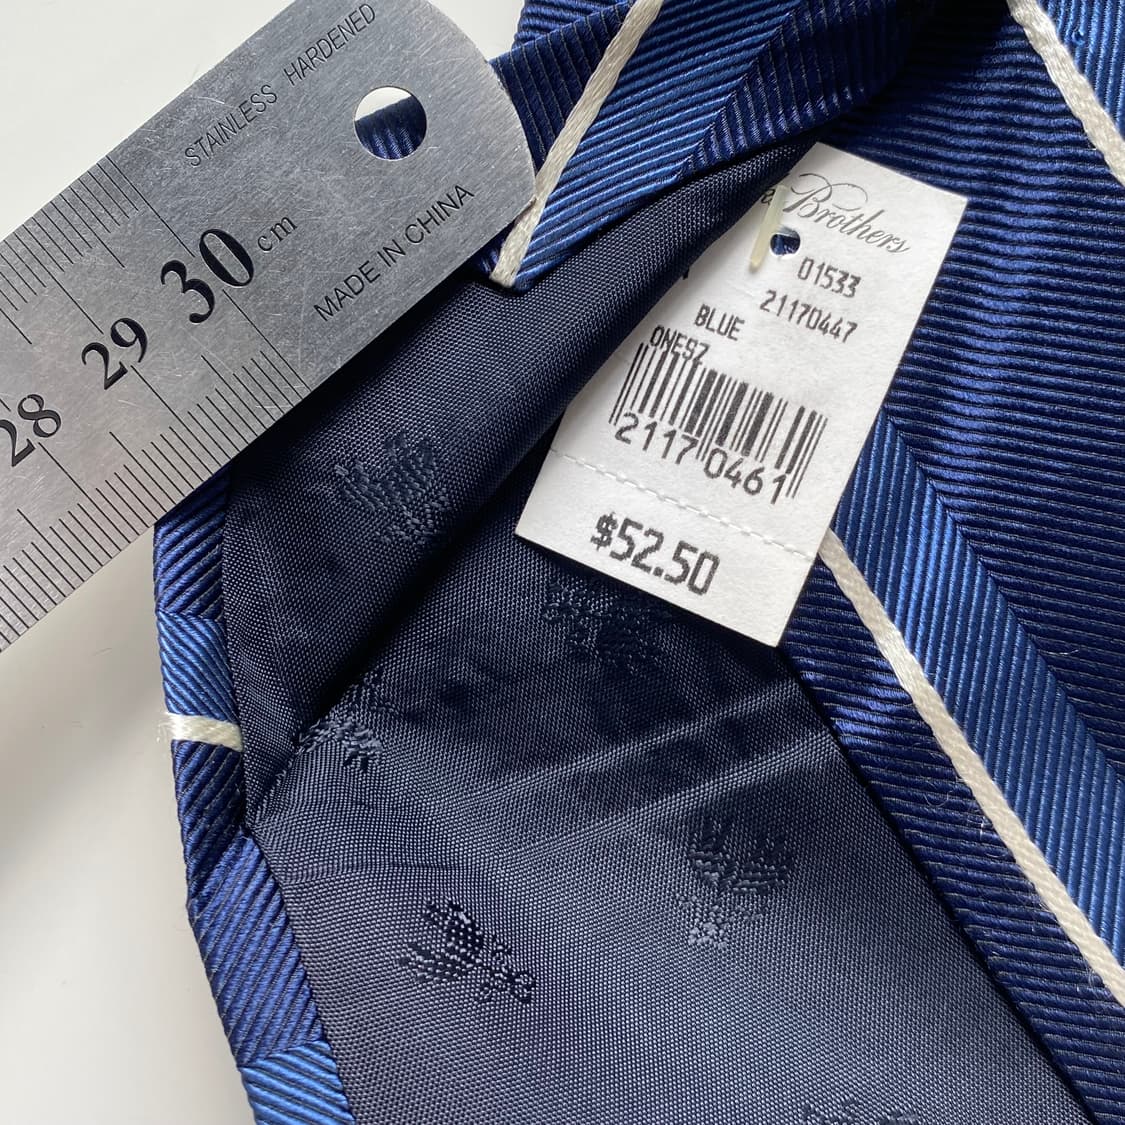 STAINLESS HARDENED
28 29 30 cm
MADE IN CHINA
Brothers
01533
21170447
BLUE
ONESZ
21170461
$52.50